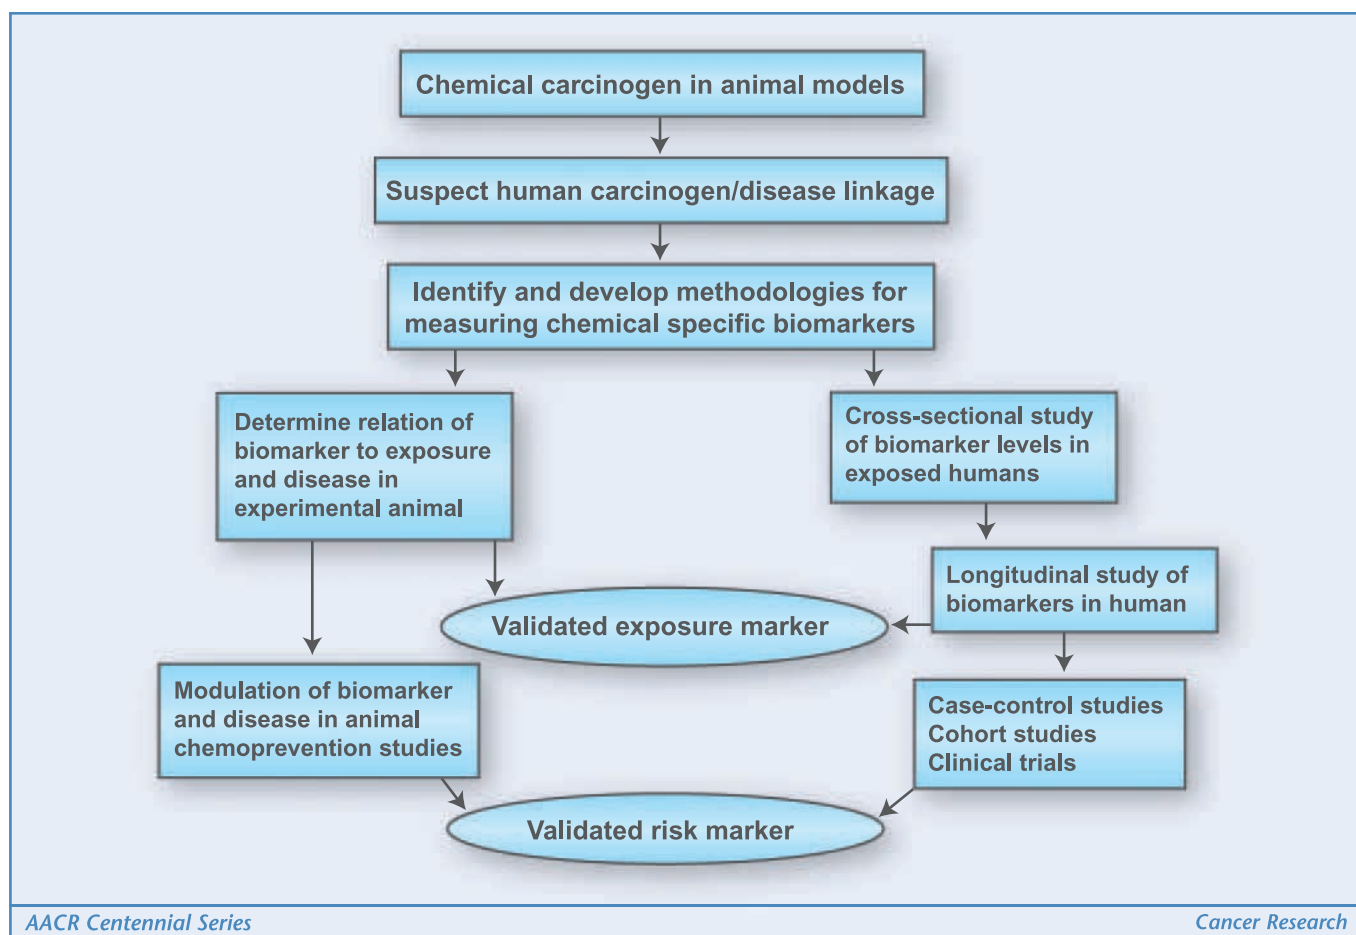 Chemical carcinogen in animal models
Suspect human carcinogen/disease linkage
Identify and develop methodologies for
measuring chemical specific biomarkers
Determine relation of
biomarker to exposure
and disease in
experimental animal
Cross-sectional study
of biomarker levels in
exposed humans
Longitudinal study of
biomarkers in human
Validated exposure marker
Modulation of biomarker
and disease in animal
chemoprevention studies
Case-control studies
Cohort studies
Clinical trials
Validated risk marker
AACR Centennial Series
Cancer Research